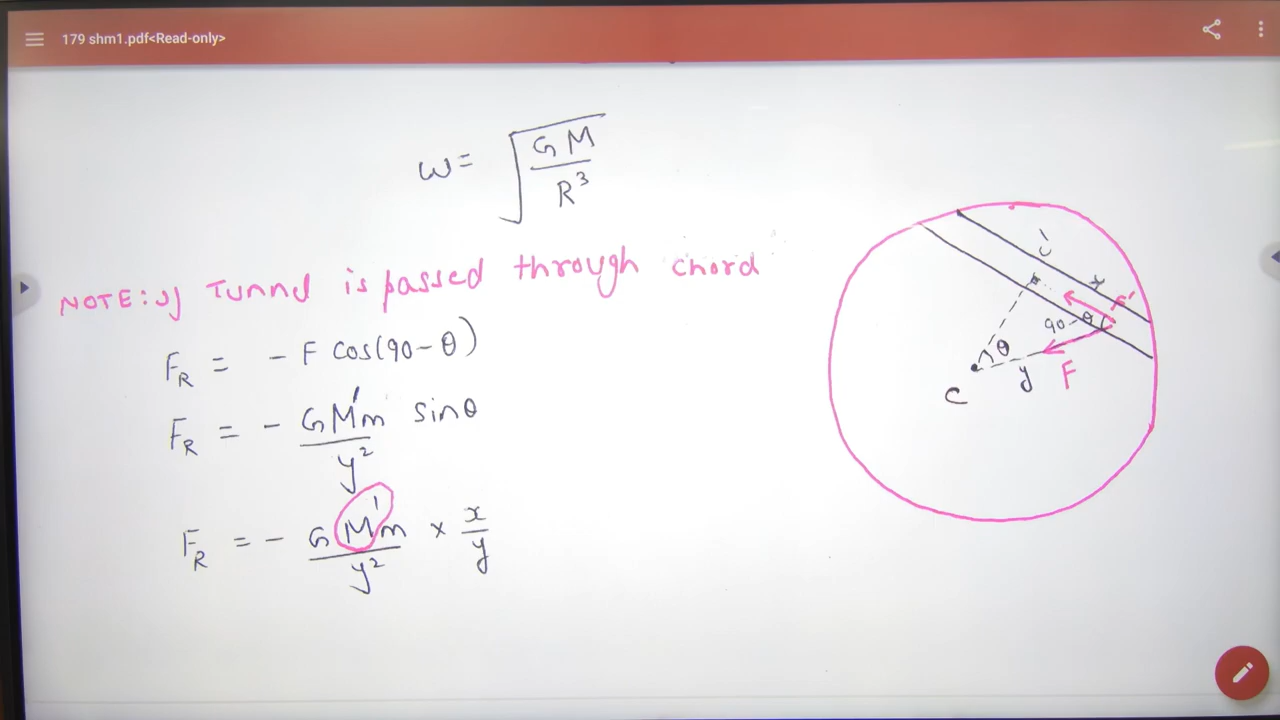 179 shm1.pdf<Read-only>
ω = √(GM/R³)
NOTE: If Tunnel is passed through chord
F_R = - F cos(90-θ)
F_R = - GM'm/y² sinθ
F_R = - GM'm/y² × x/y
x
F'
90-θ
θ
y
F
C